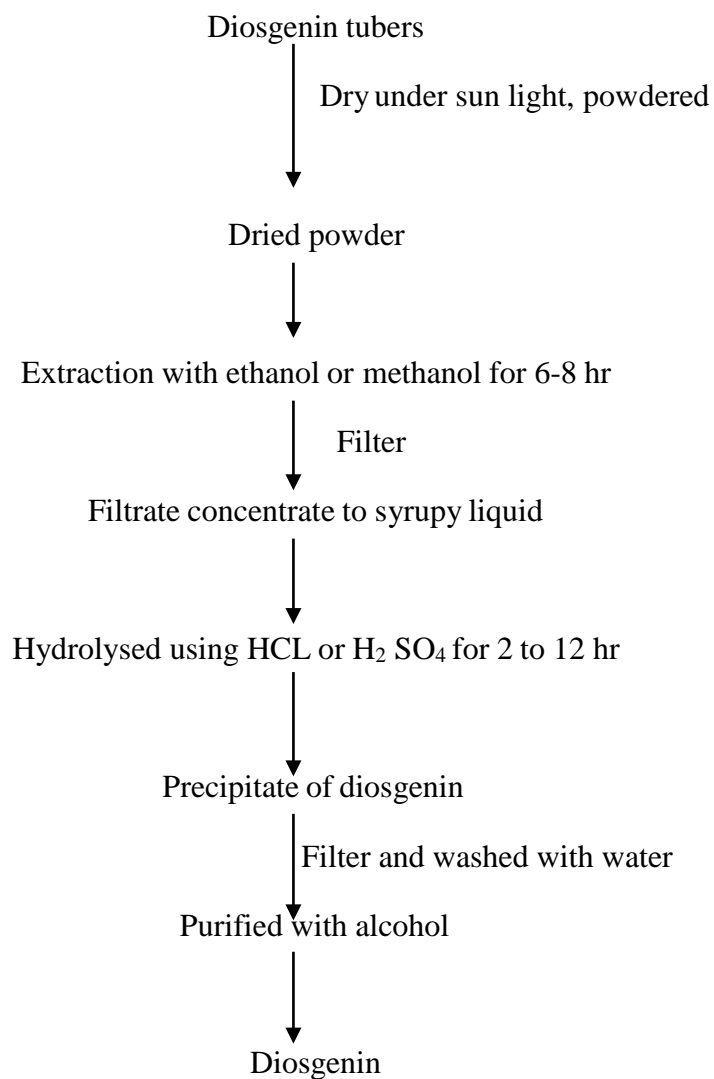 Diosgenin tubers
Dry under sun light, powdered
Dried powder
Extraction with ethanol or methanol for 6-8 hr
Filter
Filtrate concentrate to syrupy liquid
Hydrolysed using HCL or H₂ SO₄ for 2 to 12 hr
Precipitate of diosgenin
Filter and washed with water
Purified with alcohol
Diosgenin